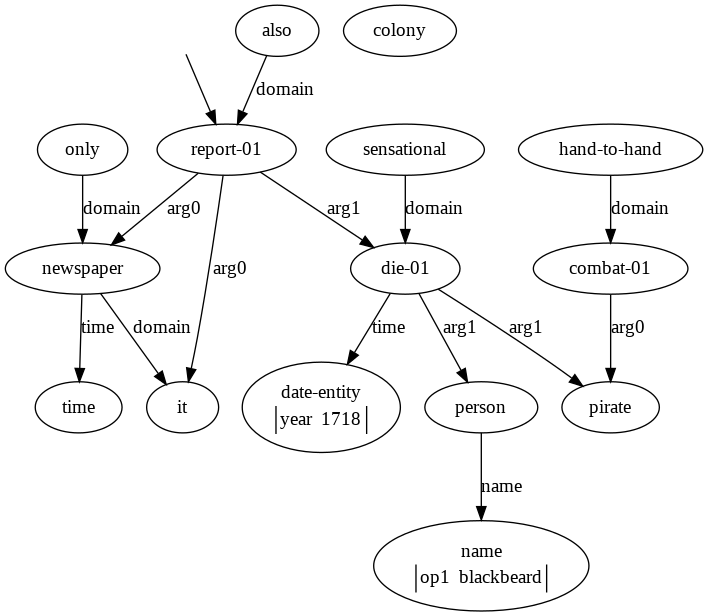 also
colony
domain
only
report-01
sensational
hand-to-hand
domain
arg0
arg0
arg1
domain
domain
newspaper
die-01
combat-01
time
domain
time
arg1
arg1
arg0
time
it
date-entity
year 1718
person
pirate
name
name
op1 blackbeard